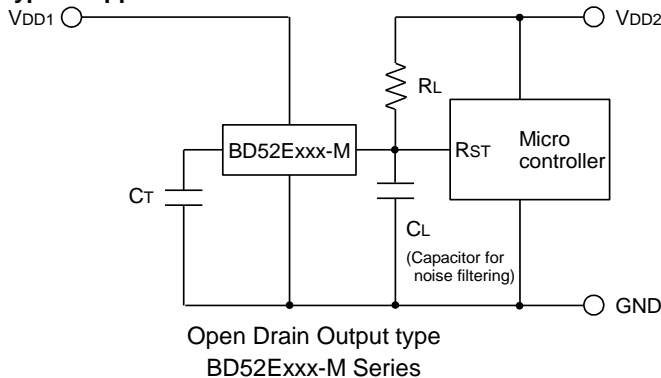 VDD1
VDD2
RL
BD52Exxx-M
RST
Micro
controller
CT
CL
(Capacitor for
noise filtering)
GND
Open Drain Output type
BD52Exxx-M Series